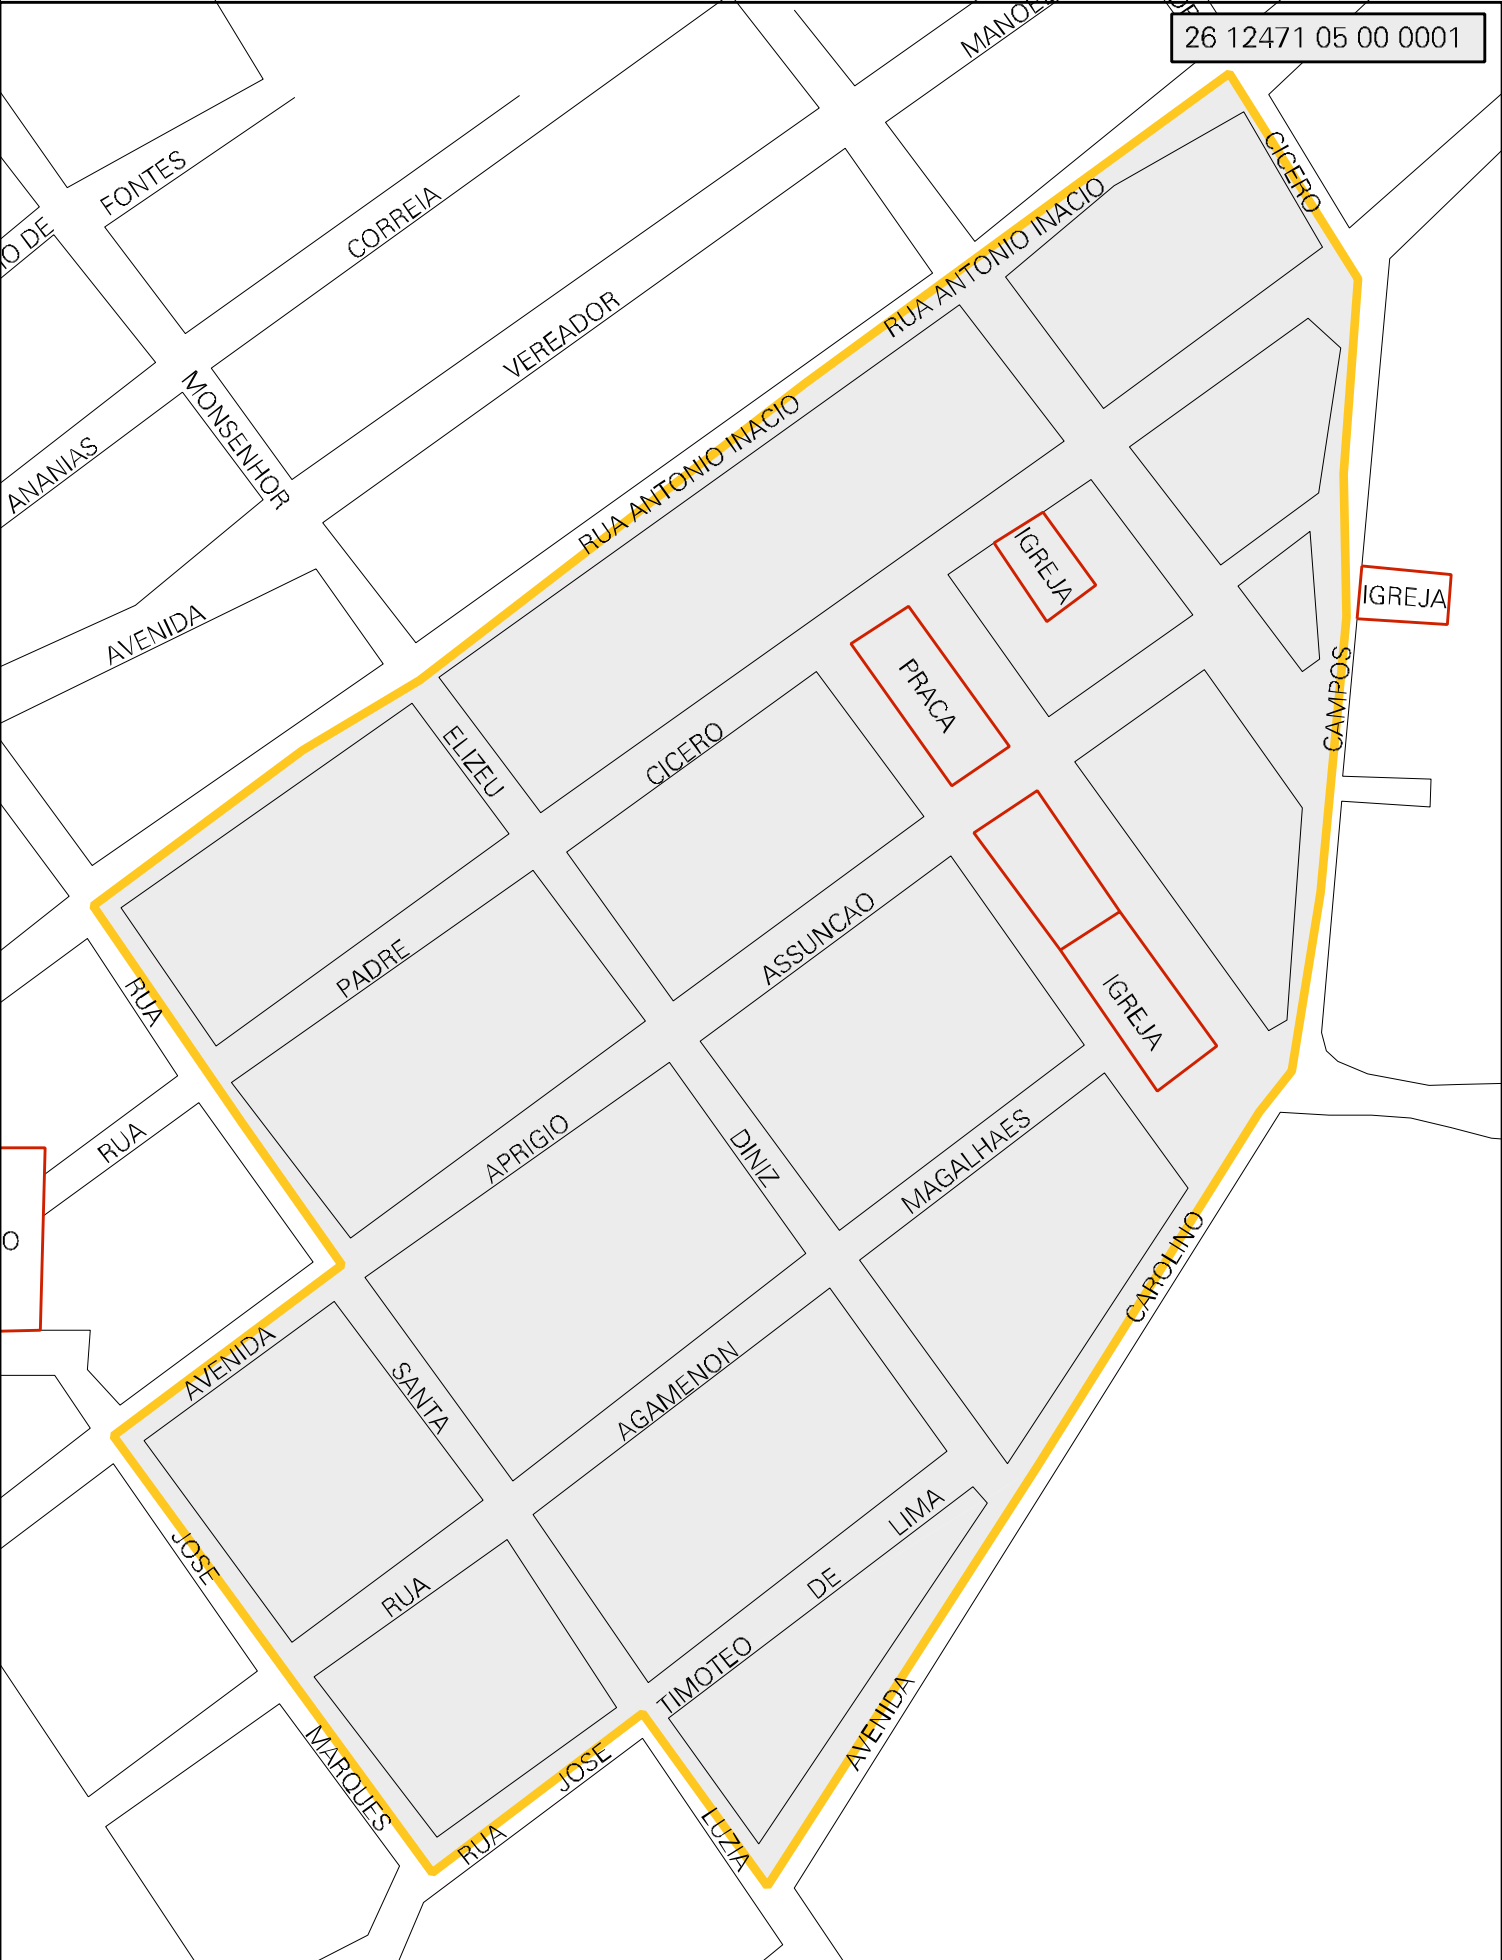 26 12471 05 00 0001
CICERO
FONTES
CORREIA
RUA ANTONIO INACIO
VEREADOR
MONSENHOR
RUA ANTONIO INACIO
ANANIAS
IGREJA
IGREJA
AVENIDA
CAMPOS
PRACA
ELIZEU
CICERO
ASSUNCAO
PADRE
RUA
IGREJA
RUA
APRIGIO
DINIZ
MAGALHAES
CAROLINO
O
AVENIDA
SANTA
AGAMENON
LIMA
DE
JOSE
RUA
TIMOTEO
AVENIDA
MARQUES
JOSE
RUA
LUZIA